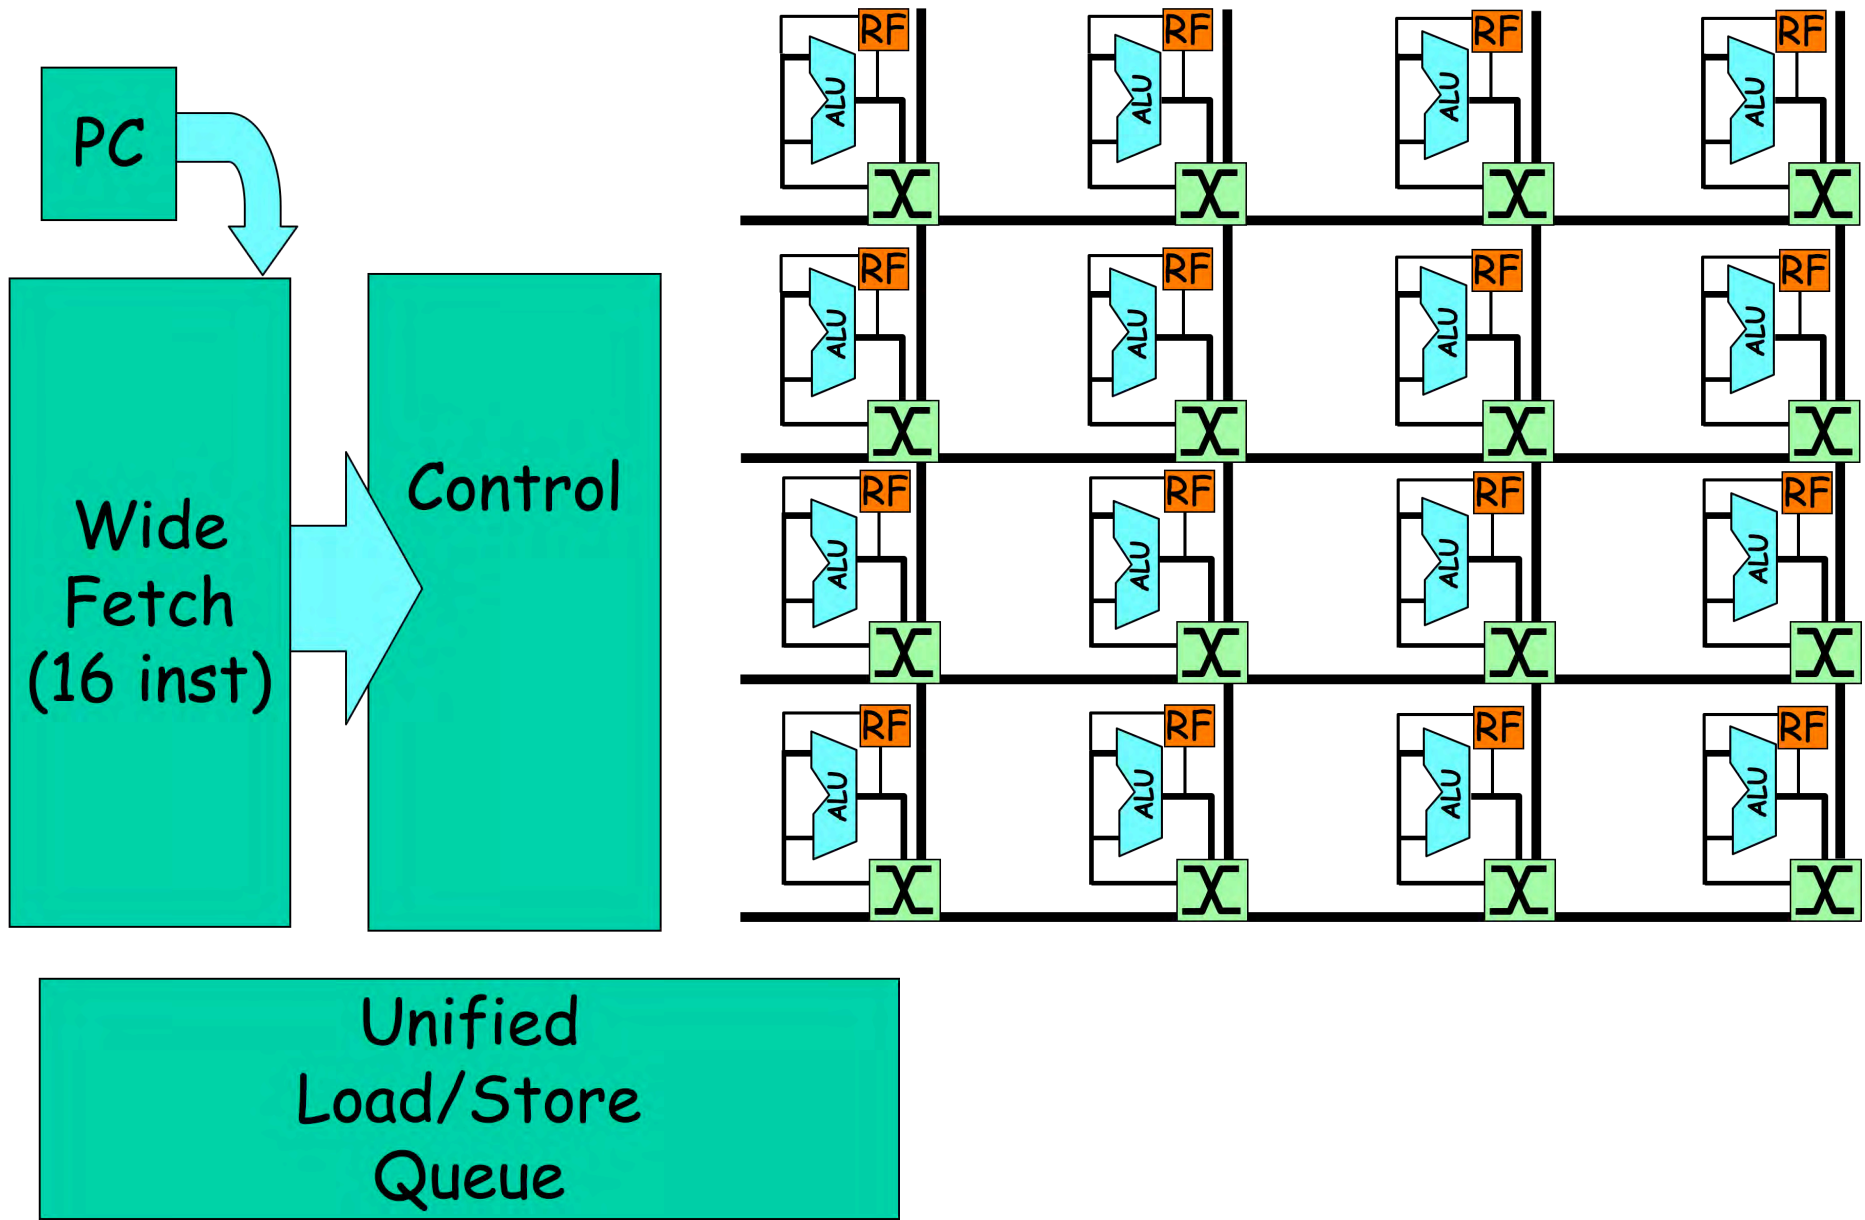 PC
Wide
Fetch
(16 inst)
Control
RF
RF
RF
RF
ALU
ALU
ALU
ALU
RF
RF
RF
RF
ALU
ALU
ALU
ALU
RF
RF
RF
RF
ALU
ALU
ALU
ALU
RF
RF
RF
RF
ALU
ALU
ALU
ALU
Unified
Load/Store
Queue